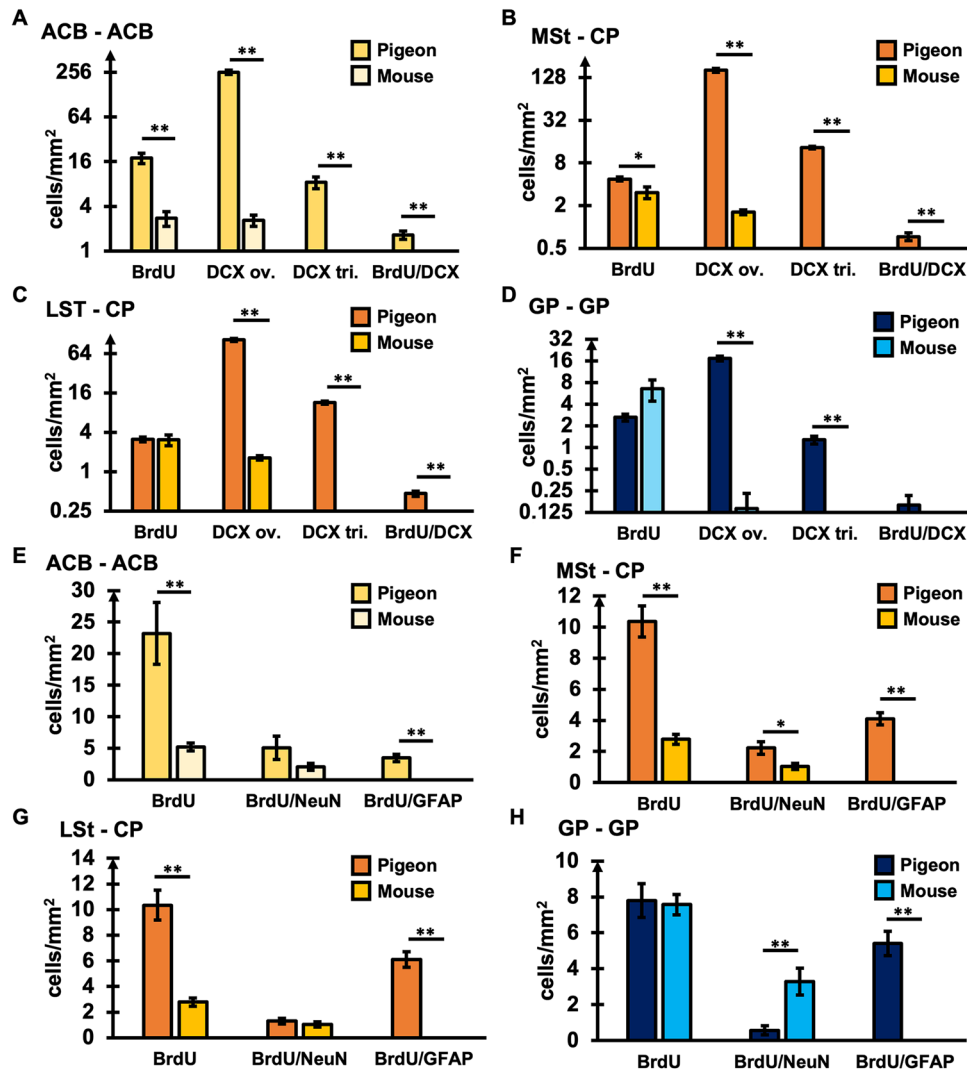 A
ACB - ACB
Pigeon
Mouse
cells/mm²
256
64
16
4
1
**
**
**
**
BrdU
DCX ov.
DCX tri.
BrdU/DCX
B
MSt - CP
Pigeon
Mouse
cells/mm²
128
32
8
2
0.5
*
**
**
**
BrdU
DCX ov.
DCX tri.
BrdU/DCX
C
LST - CP
Pigeon
Mouse
cells/mm²
64
16
4
1
0.25
**
**
**
BrdU
DCX ov.
DCX tri.
BrdU/DCX
D
GP - GP
Pigeon
Mouse
cells/mm²
32
16
8
4
2
1
0.5
0.25
0.125
**
**
BrdU
DCX ov.
DCX tri.
BrdU/DCX
E
ACB - ACB
Pigeon
Mouse
cells/mm²
30
25
20
15
10
5
0
**
**
BrdU
BrdU/NeuN
BrdU/GFAP
F
MSt - CP
Pigeon
Mouse
cells/mm²
12
10
8
6
4
2
0
**
*
**
BrdU
BrdU/NeuN
BrdU/GFAP
G
LSt - CP
Pigeon
Mouse
cells/mm²
14
12
10
8
6
4
2
0
**
**
BrdU
BrdU/NeuN
BrdU/GFAP
H
GP - GP
Pigeon
Mouse
cells/mm²
10
8
6
4
2
0
**
**
BrdU
BrdU/NeuN
BrdU/GFAP